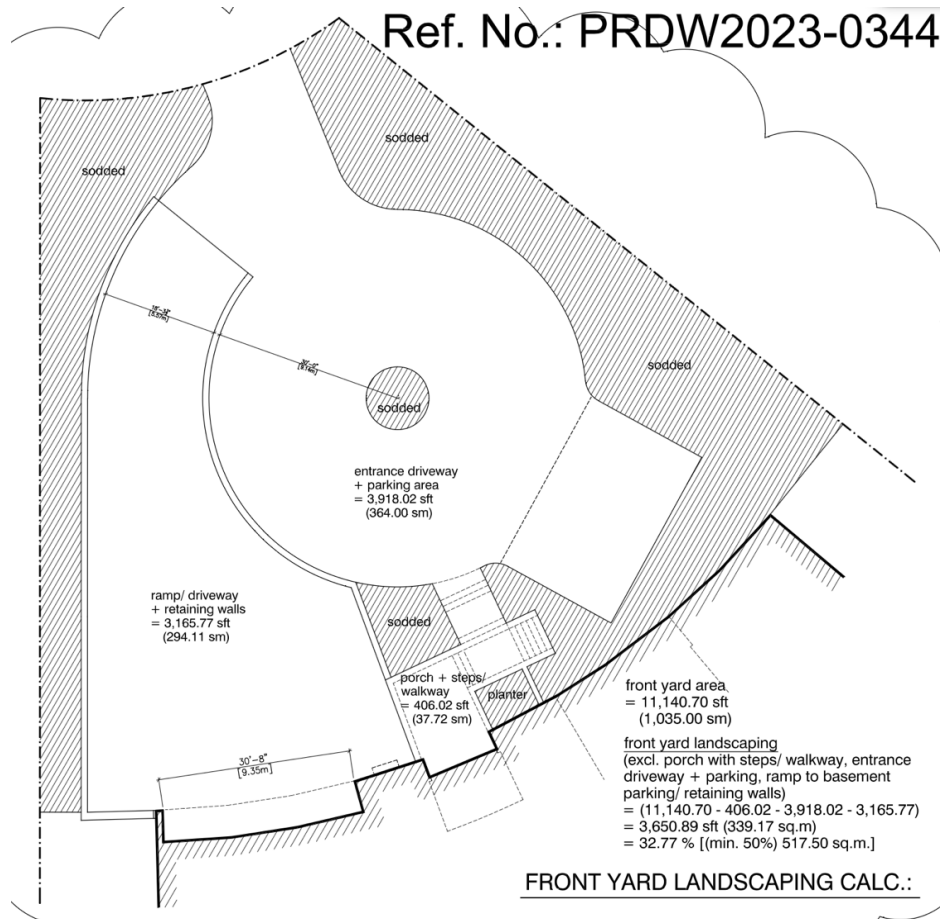 Ref. No.: PRDW2023-0344
sodded
sodded
sodded
sodded
entrance driveway
+ parking area
= 3,918.02 sft
(364.00 sm)
ramp/ driveway
+ retaining walls
= 3,165.77 sft
(294.11 sm)
sodded
porch + steps/
walkway
= 406.02 sft
(37.72 sm)
planter
30'-8"
[9.35m]
front yard area
= 11,140.70 sft
(1,035.00 sm)
front yard landscaping
(excl. porch with steps/ walkway, entrance
driveway + parking, ramp to basement
parking/ retaining walls)
= (11,140.70 - 406.02 - 3,918.02 - 3,165.77)
= 3,650.89 sft (339.17 sq.m)
= 32.77 % [(min. 50%) 517.50 sq.m.]
FRONT YARD LANDSCAPING CALC.: